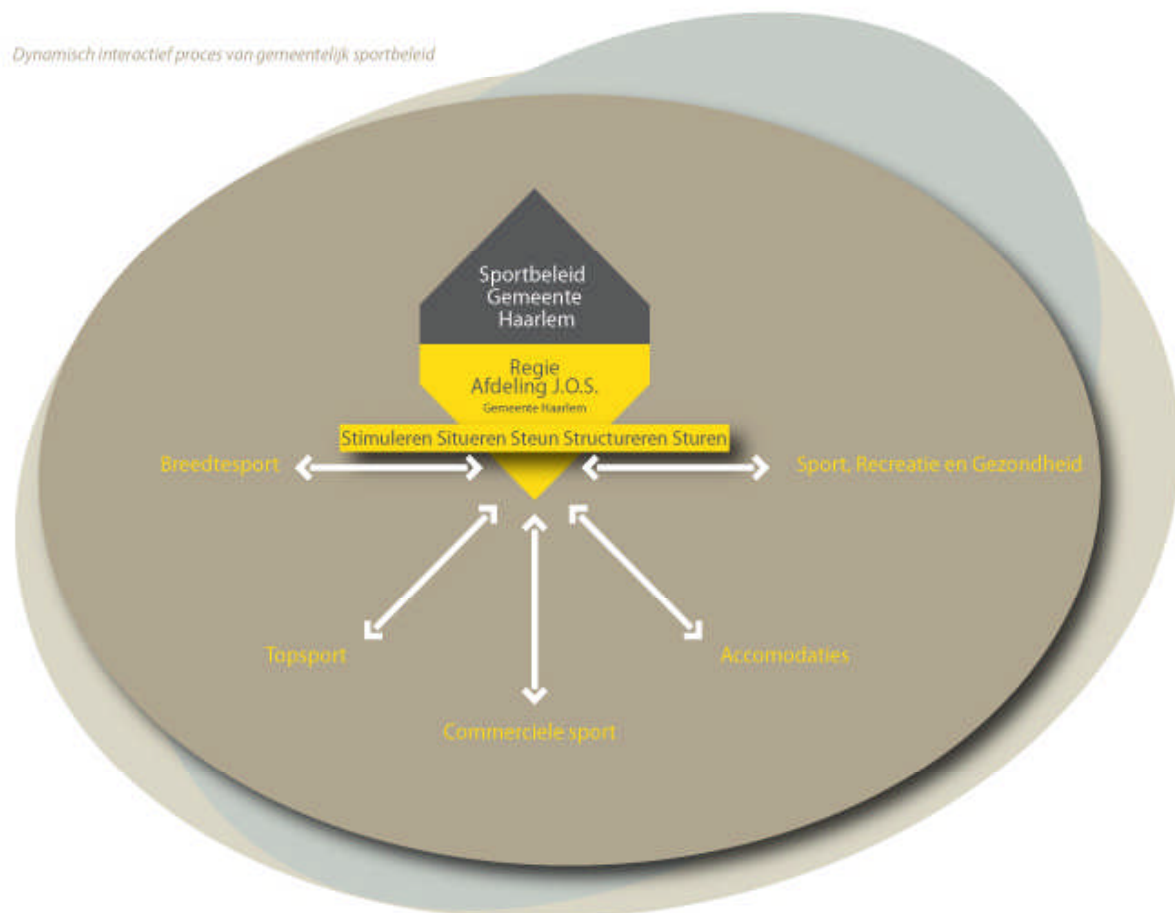 Dynamisch interactief proces van gemeentelijk sportbeleid
Sportbeleid
Gemeente
Haarlem
Regie
Afdeling J.O.S.
Gemeente Haarlem
Stimuleren Situeren Steun Structureren Sturen
Breedtesport
Sport, Recreatie en Gezondheid
Topsport
Accomodaties
Commerciele sport